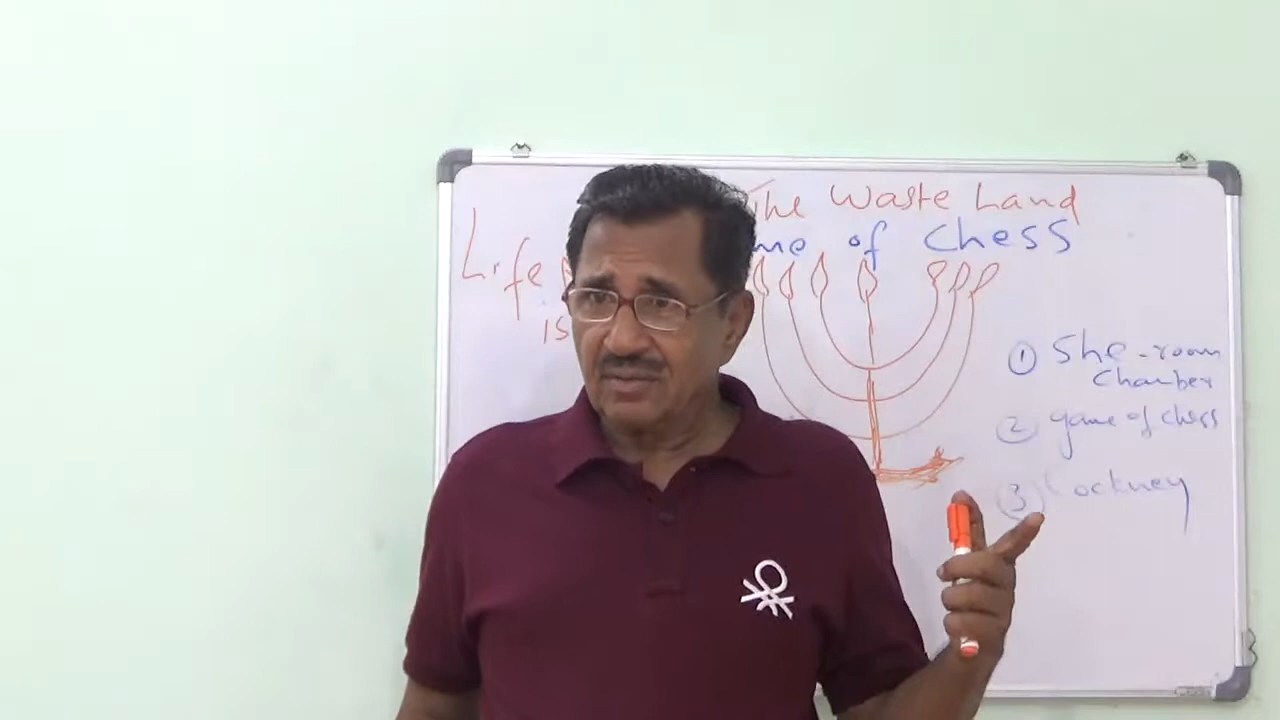 The Waste Land
me of Chess
Life
is
1 She-room
Chamber
2 game of chess
3 Cockney